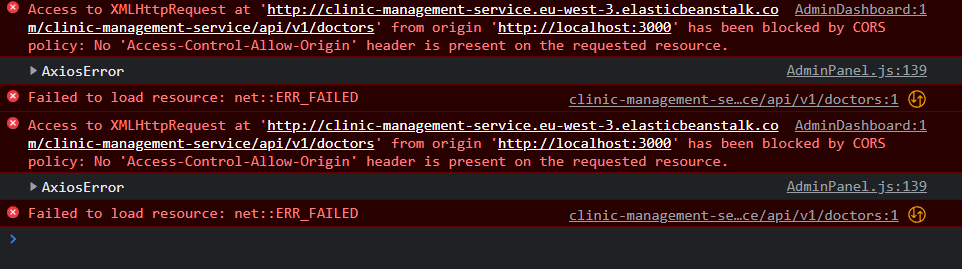 Access to XMLHttpRequest at 'http://clinic-management-service.eu-west-3.elasticbeanstalk.co AdminDashboard:1
m/clinic-management-service/api/v1/doctors' from origin 'http://localhost:3000' has been blocked by CORS
policy: No 'Access-Control-Allow-Origin' header is present on the requested resource.
AxiosError AdminPanel.js:139
Failed to load resource: net::ERR_FAILED clinic-management-se…ce/api/v1/doctors:1
Access to XMLHttpRequest at 'http://clinic-management-service.eu-west-3.elasticbeanstalk.co AdminDashboard:1
m/clinic-management-service/api/v1/doctors' from origin 'http://localhost:3000' has been blocked by CORS
policy: No 'Access-Control-Allow-Origin' header is present on the requested resource.
AxiosError AdminPanel.js:139
Failed to load resource: net::ERR_FAILED clinic-management-se…ce/api/v1/doctors:1